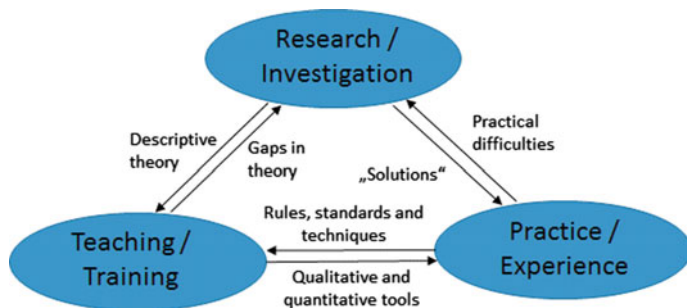 Research /
Investigation
Descriptive
theory
Gaps in
theory
Practical
difficulties
„Solutions“
Rules, standards and
techniques
Teaching /
Training
Practice /
Experience
Qualitative and
quantitative tools